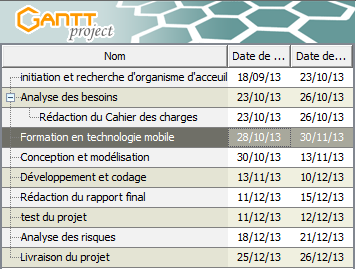 GANTT
project
Nom Date de ... Date de...
initiation et recherche d'organisme d'acceuil 18/09/13 23/10/13
Analyse des besoins 23/10/13 26/10/13
Rédaction du Cahier des charges 23/10/13 26/10/13
Formation en technologie mobile 28/10/13 30/11/13
Conception et modélisation 30/10/13 13/11/13
Développement et codage 13/11/13 10/12/13
Rédaction du rapport final 11/12/13 15/12/13
test du projet 11/12/13 12/12/13
Analyse des risques 18/12/13 21/12/13
Livraison du projet 25/12/13 26/12/13